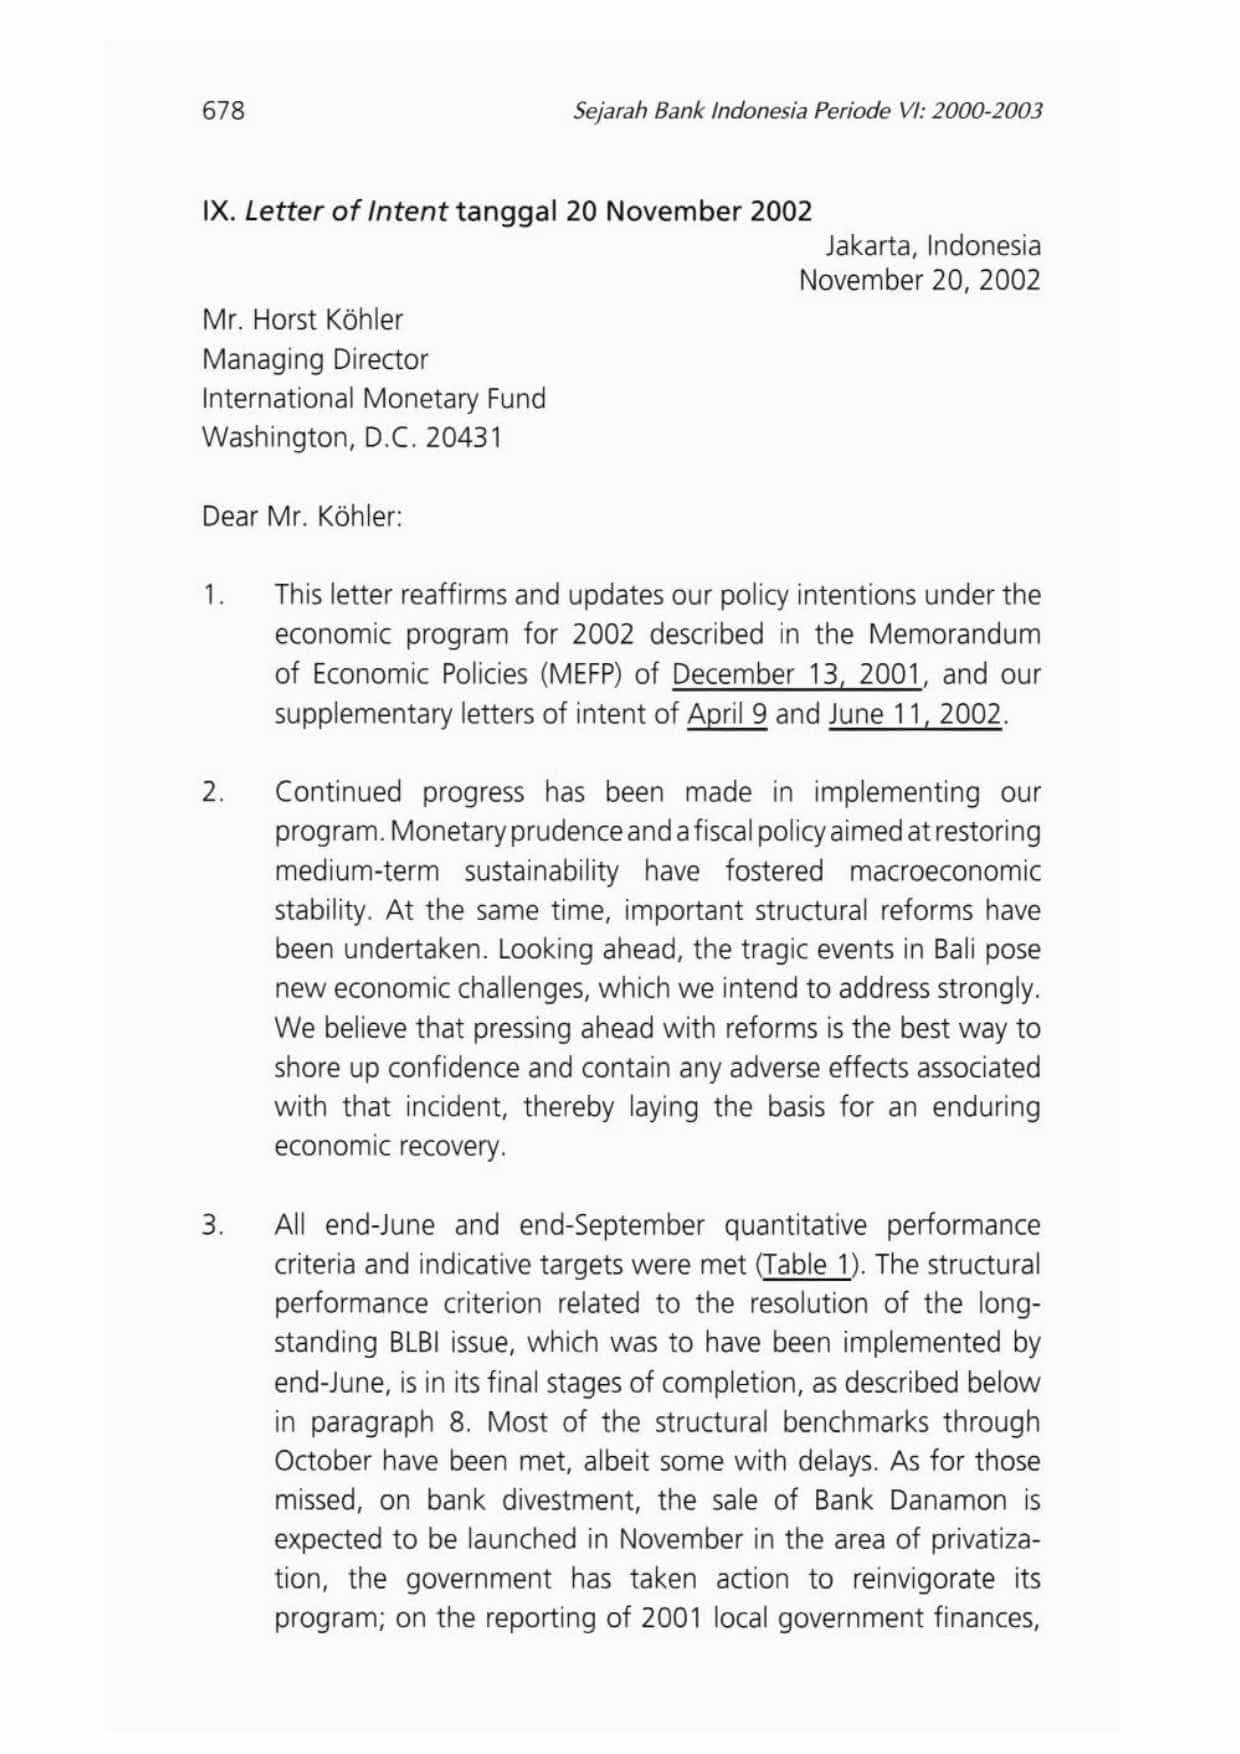 678
Sejarah Bank Indonesia Periode VI: 2000-2003
IX. Letter of Intent tanggal 20 November 2002
Jakarta, Indonesia
November 20, 2002
Mr. Horst Köhler
Managing Director
International Monetary Fund
Washington, D.C. 20431
Dear Mr. Köhler:
1. This letter reaffirms and updates our policy intentions under the
economic program for 2002 described in the Memorandum
of Economic Policies (MEFP) of December 13, 2001, and our
supplementary letters of intent of April 9 and June 11, 2002.
2. Continued progress has been made in implementing our
program. Monetary prudence and a fiscal policy aimed at restoring
medium-term sustainability have fostered macroeconomic
stability. At the same time, important structural reforms have
been undertaken. Looking ahead, the tragic events in Bali pose
new economic challenges, which we intend to address strongly.
We believe that pressing ahead with reforms is the best way to
shore up confidence and contain any adverse effects associated
with that incident, thereby laying the basis for an enduring
economic recovery.
3. All end-June and end-September quantitative performance
criteria and indicative targets were met (Table 1). The structural
performance criterion related to the resolution of the long-
standing BLBI issue, which was to have been implemented by
end-June, is in its final stages of completion, as described below
in paragraph 8. Most of the structural benchmarks through
October have been met, albeit some with delays. As for those
missed, on bank divestment, the sale of Bank Danamon is
expected to be launched in November in the area of privatiza-
tion, the government has taken action to reinvigorate its
program; on the reporting of 2001 local government finances,